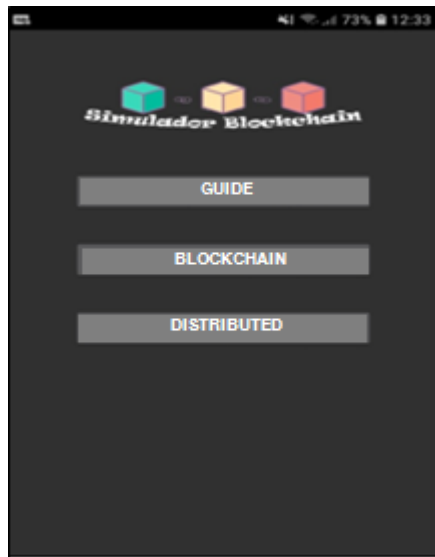 73% 12:33
Simulador Blockchain
GUIDE
BLOCKCHAIN
DISTRIBUTED